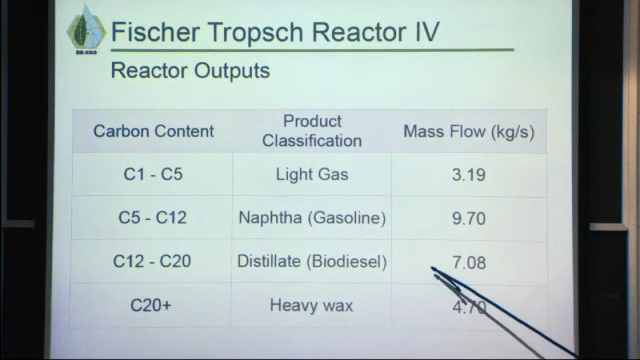 Fischer Tropsch Reactor IV
Reactor Outputs
Carbon Content Product Classification Mass Flow (kg/s)
C1 - C5 Light Gas 3.19
C5 - C12 Naphtha (Gasoline) 9.70
C12 - C20 Distillate (Biodiesel) 7.08
C20+ Heavy wax 4.70